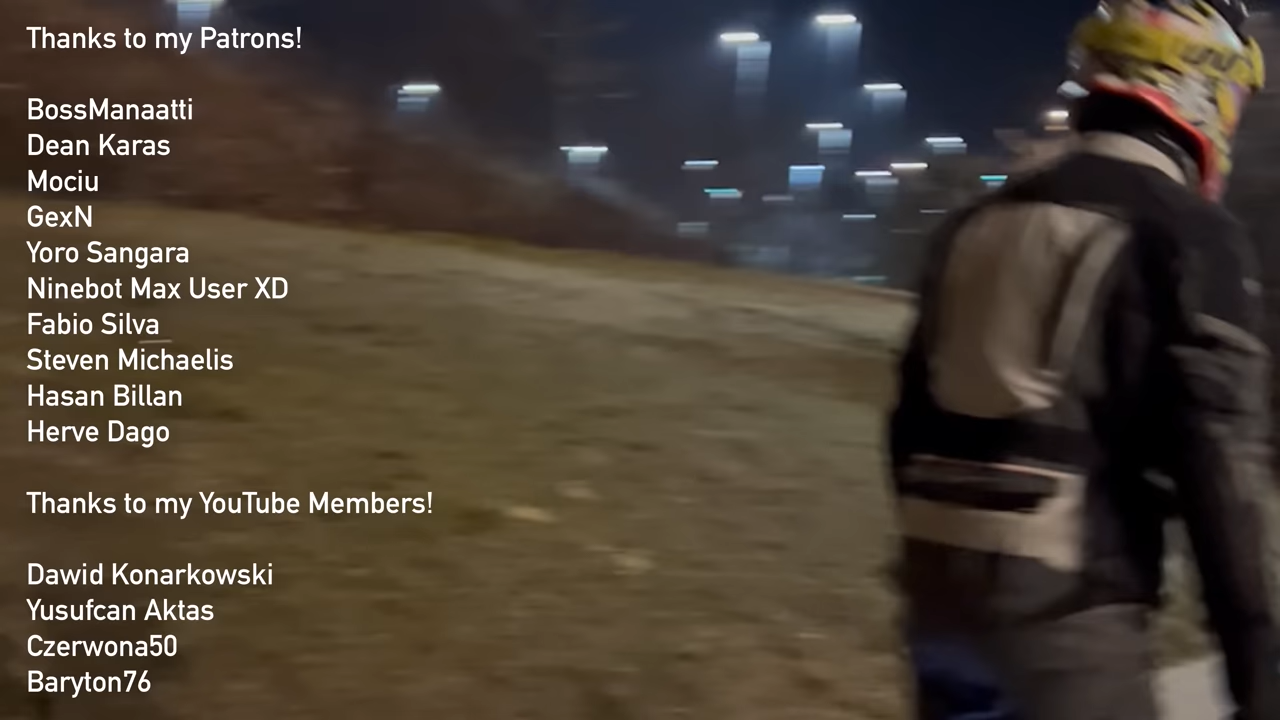 Thanks to my Patrons!
BossManaatti
Dean Karas
Mociu
GexN
Yoro Sangara
Ninebot Max User XD
Fabio Silva
Steven Michaelis
Hasan Billan
Herve Dago
Thanks to my YouTube Members!
Dawid Konarkowski
Yusufcan Aktas
Czerwona50
Baryton76